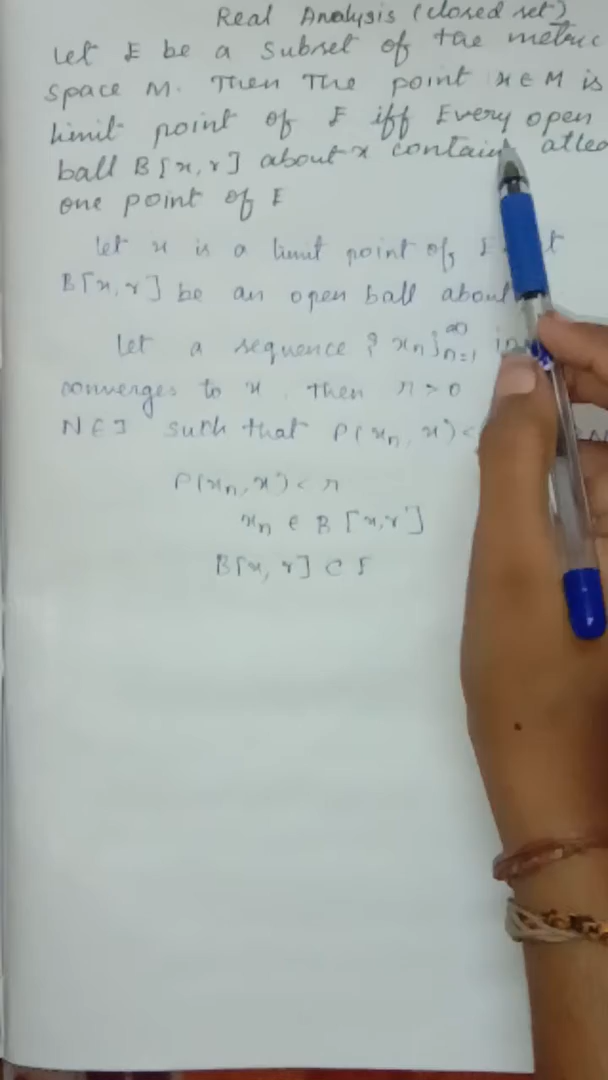 Real Analysis (closed set)
Let E be a subset of the metric
space M. Then The point x ∈ M is
limit point of E iff Every open
ball B[x, r] about x contain
one point of E
Let x is a limit point of
B[x, r] be an open ball about
Let a sequence {xn}∞n=1 in
converges to x. Then r > 0
N ∈ I such that P(xn, x) <
P(xn, x) < r
xn ∈ B [x, r]
B[x, r] ⊂ E